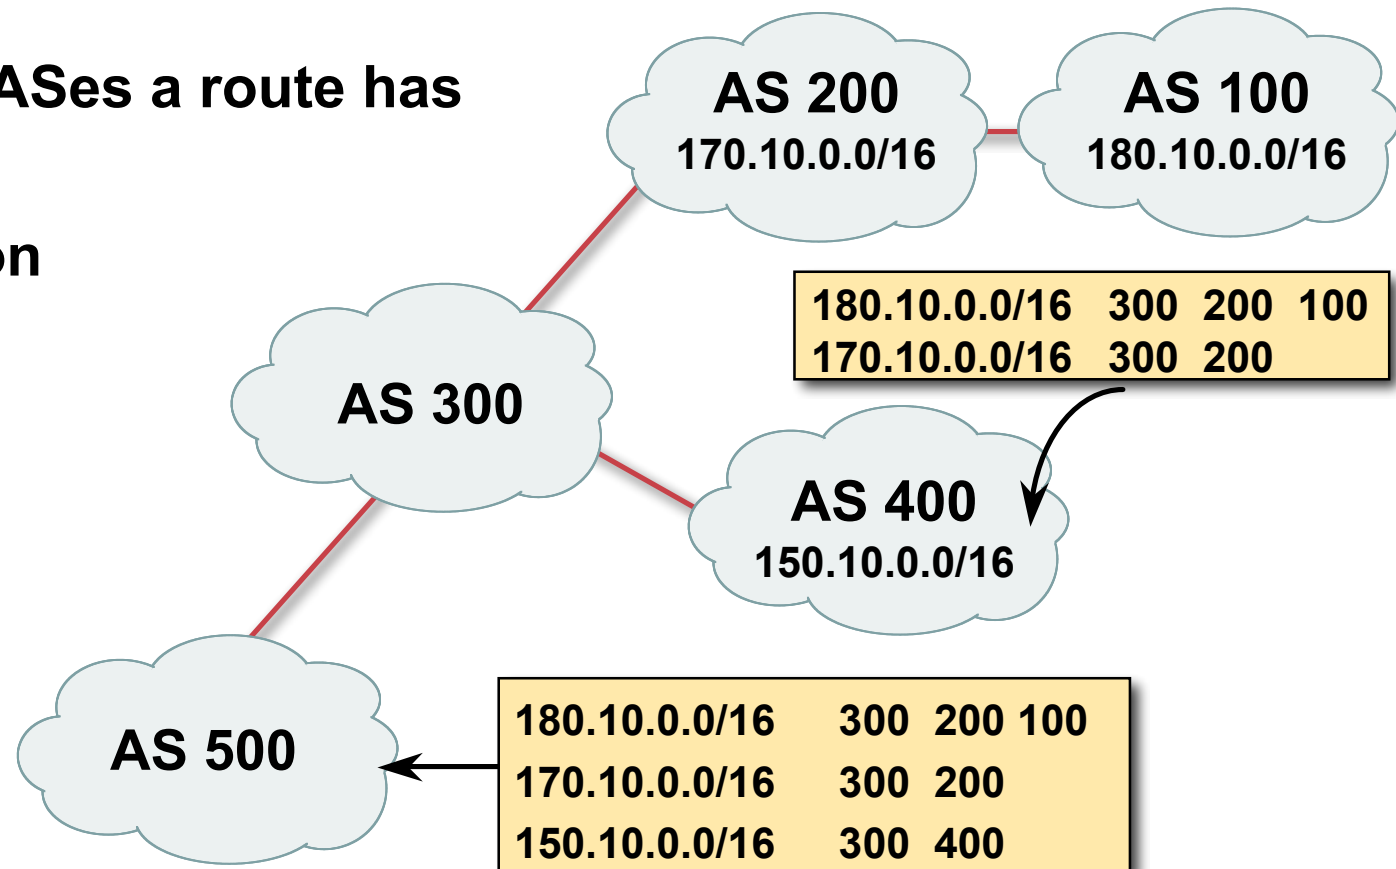 ASes a route has
on
AS 200
170.10.0.0/16
AS 100
180.10.0.0/16
180.10.0.0/16 300 200 100
170.10.0.0/16 300 200
AS 300
AS 400
150.10.0.0/16
AS 500
180.10.0.0/16 300 200 100
170.10.0.0/16 300 200
150.10.0.0/16 300 400